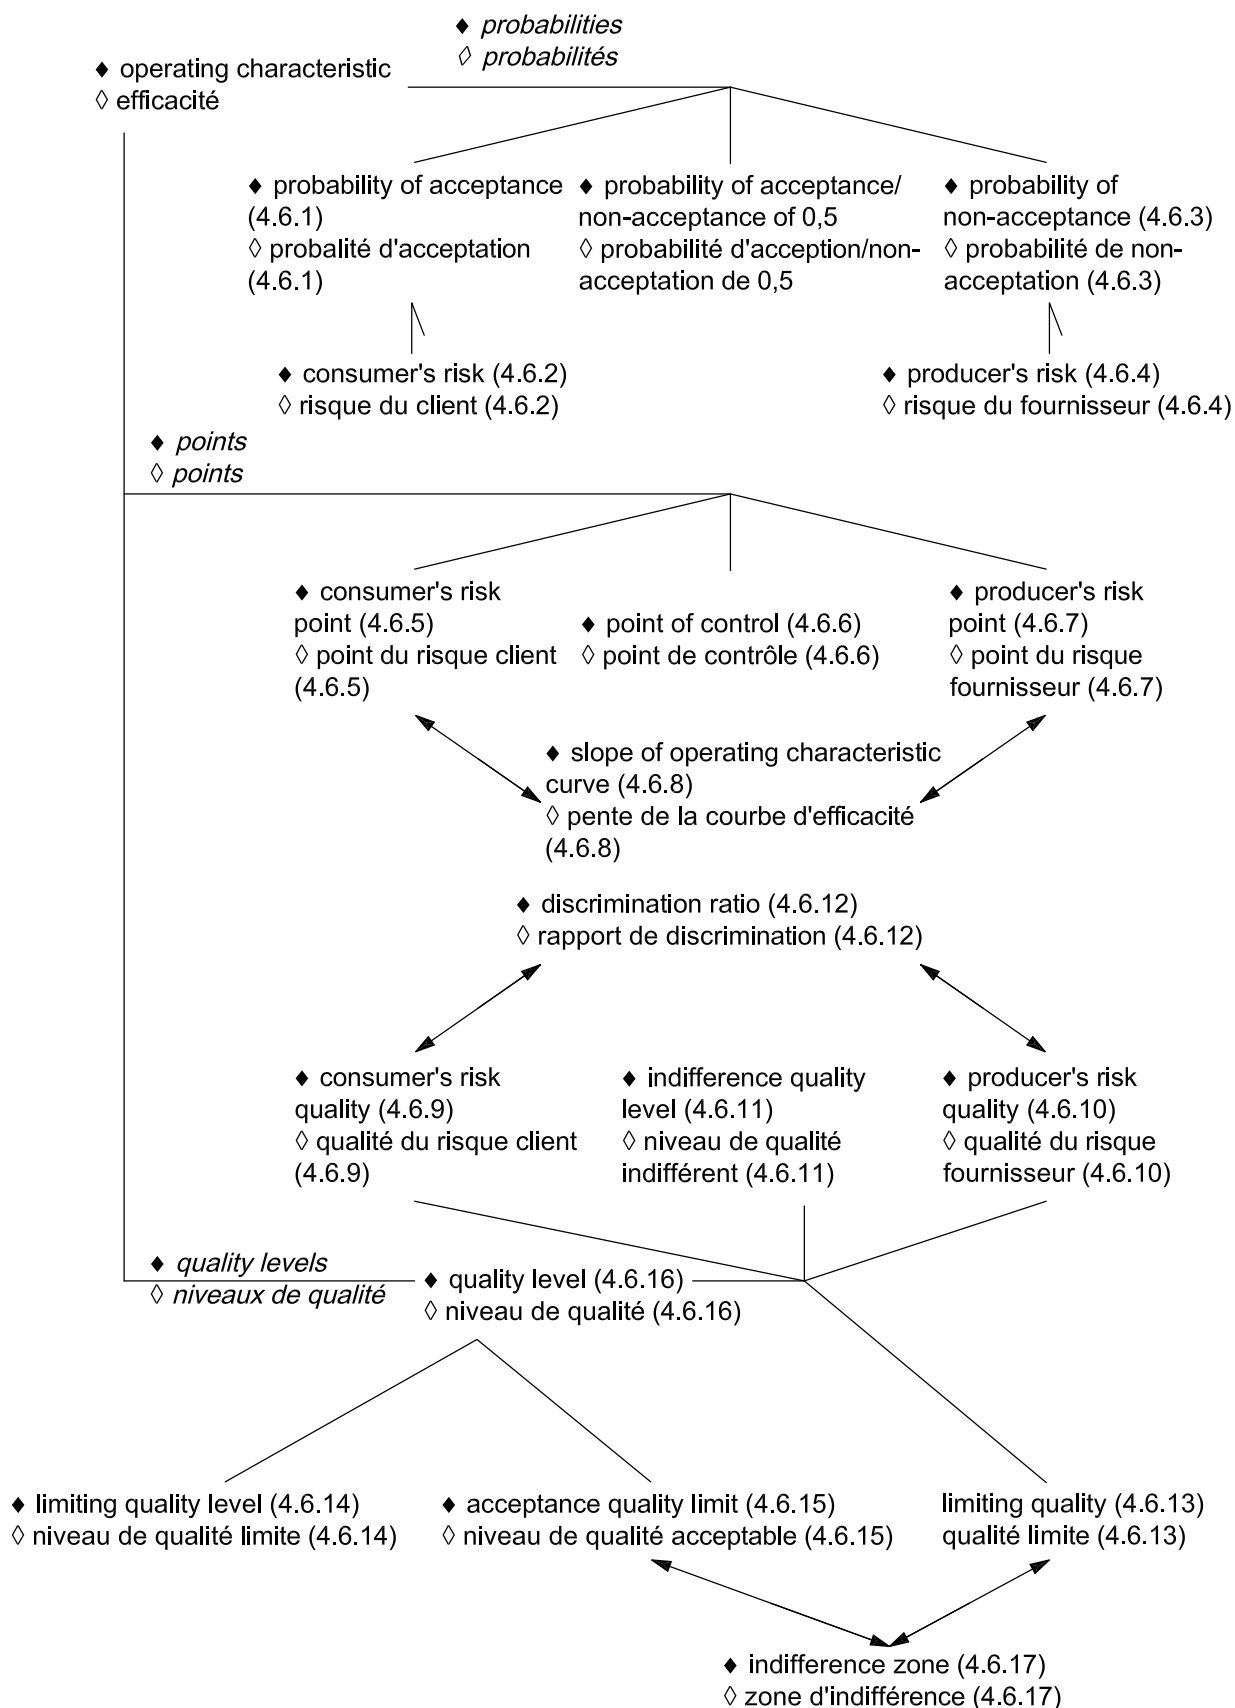 ♦ probabilities
◊ probabilités
♦ operating characteristic
◊ efficacité
♦ probability of acceptance
(4.6.1)
◊ probalité d'acceptation
(4.6.1)
♦ probability of acceptance/
non-acceptance of 0,5
◊ probabilité d'acception/non-
acceptation de 0,5
♦ probability of
non-acceptance (4.6.3)
◊ probabilité de non-
acceptation (4.6.3)
♦ consumer's risk (4.6.2)
◊ risque du client (4.6.2)
♦ producer's risk (4.6.4)
◊ risque du fournisseur (4.6.4)
♦ points
◊ points
♦ consumer's risk
point (4.6.5)
◊ point du risque client
(4.6.5)
♦ point of control (4.6.6)
◊ point de contrôle (4.6.6)
♦ producer's risk
point (4.6.7)
◊ point du risque
fournisseur (4.6.7)
♦ slope of operating characteristic
curve (4.6.8)
◊ pente de la courbe d'efficacité
(4.6.8)
♦ discrimination ratio (4.6.12)
◊ rapport de discrimination (4.6.12)
♦ consumer's risk
quality (4.6.9)
◊ qualité du risque client
(4.6.9)
♦ indifference quality
level (4.6.11)
◊ niveau de qualité
indifférent (4.6.11)
♦ producer's risk
quality (4.6.10)
◊ qualité du risque
fournisseur (4.6.10)
♦ quality levels
◊ niveaux de qualité
♦ quality level (4.6.16)
◊ niveau de qualité (4.6.16)
♦ limiting quality level (4.6.14)
◊ niveau de qualité limite (4.6.14)
♦ acceptance quality limit (4.6.15)
◊ niveau de qualité acceptable (4.6.15)
limiting quality (4.6.13)
qualité limite (4.6.13)
♦ indifference zone (4.6.17)
◊ zone d'indifférence (4.6.17)